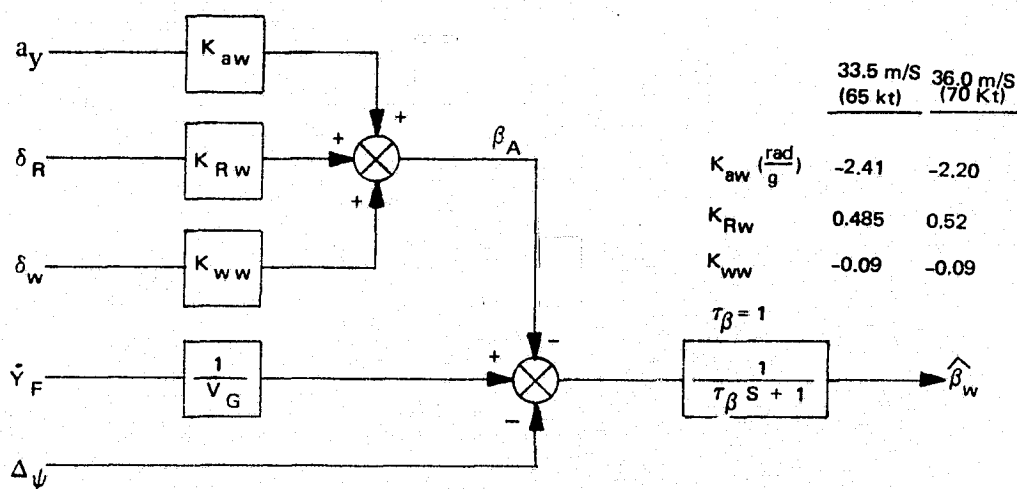 a_y
K_aw
+
33.5 m/S 36.0 m/S
(65 kt) (70 Kt)
δ_R
K_Rw
+
β_A
K_aw (rad/g) -2.41 -2.20
+
K_Rw 0.485 0.52
δ_w
K_ww
K_ww -0.09 -0.09
τ_β = 1
−
Ẏ_F
1/V_G
+
1/(τ_β S + 1)
β̂_w
−
Δ_ψ